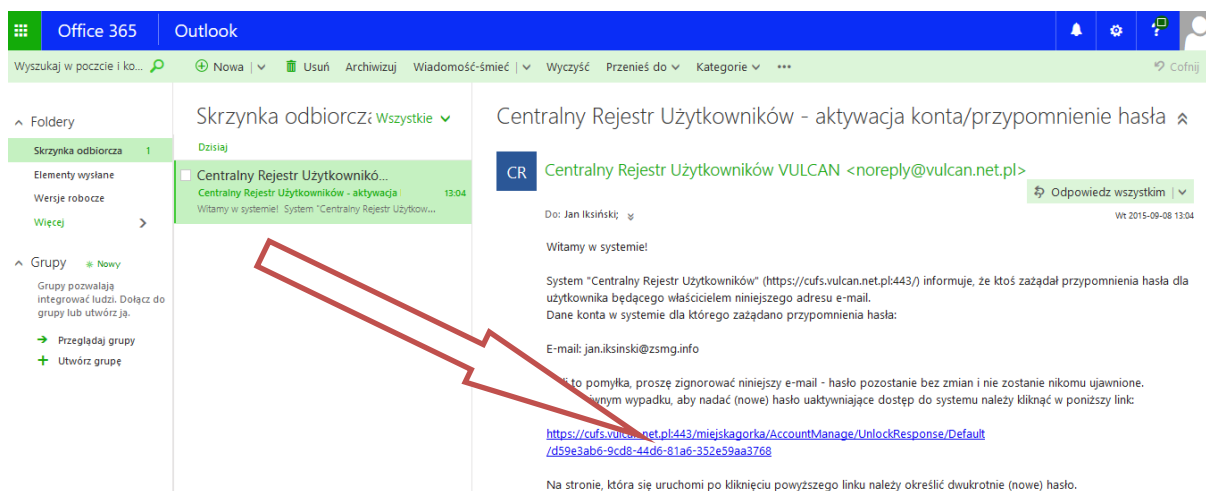 Office 365 Outlook
Wyszukaj w poczcie i ko...
Nowa Usuń Archiwizuj Wiadomość-śmieć Wyczyść Przenieś do Kategorie ••• Cofnij
Foldery
Skrzynka odbiorcza 1
Elementy wysłane
Wersje robocze
Więcej
Grupy Nowy
Grupy pozwalają
integrować ludzi. Dołącz do
grupy lub utwórz ją.
Przeglądaj grupy
Utwórz grupę
Skrzynka odbiorcza Wszystkie
Dzisiaj
Centralny Rejestr Użytkownikó...
Centralny Rejestr Użytkowników - aktywacja 13:04
Witamy w systemie! System "Centralny Rejestr Użytkow...
Centralny Rejestr Użytkowników - aktywacja konta/przypomnienie hasła
CR
Centralny Rejestr Użytkowników VULCAN <noreply@vulcan.net.pl>
Odpowiedz wszystkim
Do: Jan Iksiński;
Wt 2015-09-08 13:04
Witamy w systemie!
System "Centralny Rejestr Użytkowników" (https://cufs.vulcan.net.pl:443/) informuje, że ktoś zażądał przypomnienia hasła dla
użytkownika będącego właścicielem niniejszego adresu e-mail.
Dane konta w systemie dla którego zażądano przypomnienia hasła:
E-mail: jan.iksinski@zsmg.info
to pomyłka, proszę zignorować niniejszy e-mail - hasło pozostanie bez zmian i nie zostanie nikomu ujawnione.
wypadku, aby nadać (nowe) hasło uaktywniające dostęp do systemu należy kliknąć w poniższy link:
https://cufs.vulcan.net.pl:443/miejskagorka/AccountManage/UnlockResponse/Default
/d59e3ab6-9cd8-44d6-81a6-352e59aa3768
Na stronie, która się uruchomi po kliknięciu powyższego linku należy określić dwukrotnie (nowe) hasło.